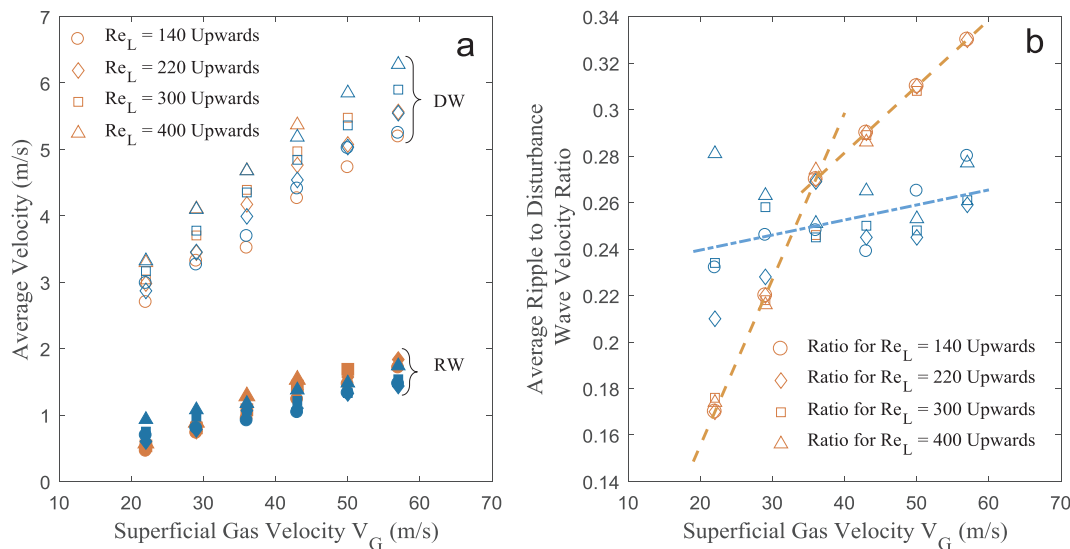 a
Re_L = 140 Upwards
Re_L = 220 Upwards
Re_L = 300 Upwards
Re_L = 400 Upwards
DW
RW
7
6
5
4
3
2
1
0
10 20 30 40 50 60 70
Average Velocity (m/s)
Superficial Gas Velocity V_G (m/s)
b
0.34
0.32
0.3
0.28
0.26
0.24
0.22
0.2
0.18
0.16
0.14
10 20 30 40 50 60 70
Average Ripple to Disturbance
Wave Velocity Ratio
Ratio for Re_L = 140 Upwards
Ratio for Re_L = 220 Upwards
Ratio for Re_L = 300 Upwards
Ratio for Re_L = 400 Upwards
Superficial Gas Velocity V_G (m/s)